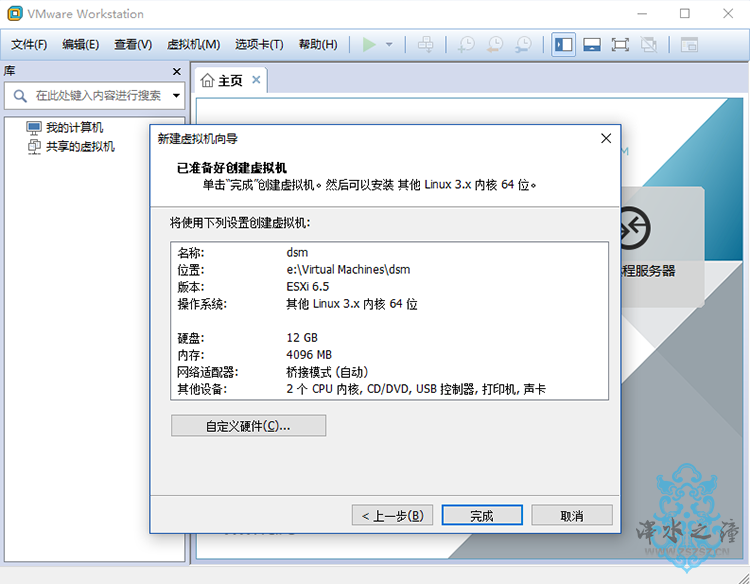 VMware Workstation
文件(F) 编辑(E) 查看(V) 虚拟机(M) 选项卡(T) 帮助(H)
库
在此处键入内容进行搜索
我的计算机
共享的虚拟机
主页
新建虚拟机向导
已准备好创建虚拟机
单击“完成”创建虚拟机。然后可以安装 其他 Linux 3.x 内核 64 位。
将使用下列设置创建虚拟机:
名称: dsm
位置: e:\Virtual Machines\dsm
版本: ESXi 6.5
操作系统: 其他 Linux 3.x 内核 64 位
硬盘: 12 GB
内存: 4096 MB
网络适配器: 桥接模式 (自动)
其他设备: 2 个 CPU 内核, CD/DVD, USB 控制器, 打印机, 声卡
自定义硬件(C)...
< 上一步(B) 完成 取消
M
程服务器
泽水之潼
WWW.ZSZSZ.CN